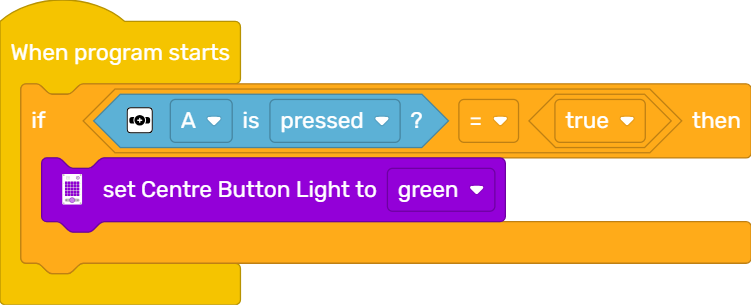 When program starts
if A is pressed ? = true then
set Centre Button Light to green